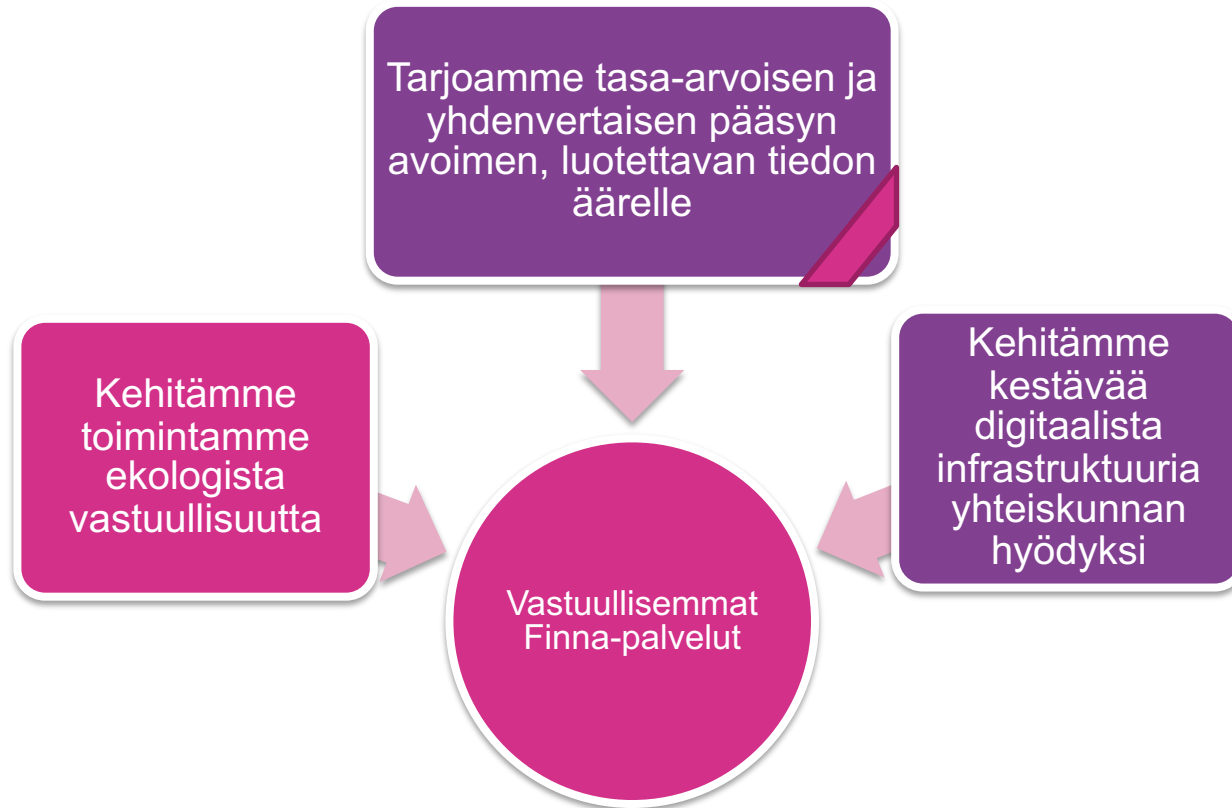 Tarjoamme tasa-arvoisen ja
yhdenvertaisen pääsyn
avoimen, luotettavan tiedon
äärelle
Kehitämme
toimintamme
ekologista
vastuullisuutta
Kehitämme
kestävää
digitaalista
infrastruktuuria
yhteiskunnan
hyödyksi
Vastuullisemmat
Finna-palvelut